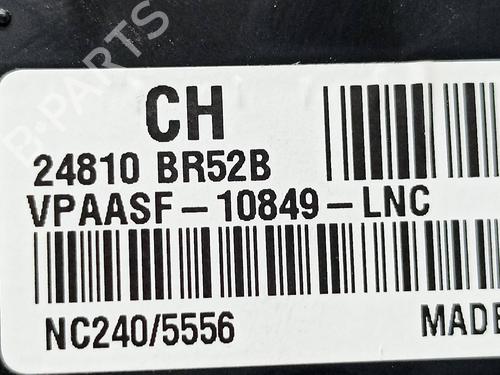 B-PARTS
CH
24810 BR52B
VPAASF-10849-LNC
NC240/5556 MADE